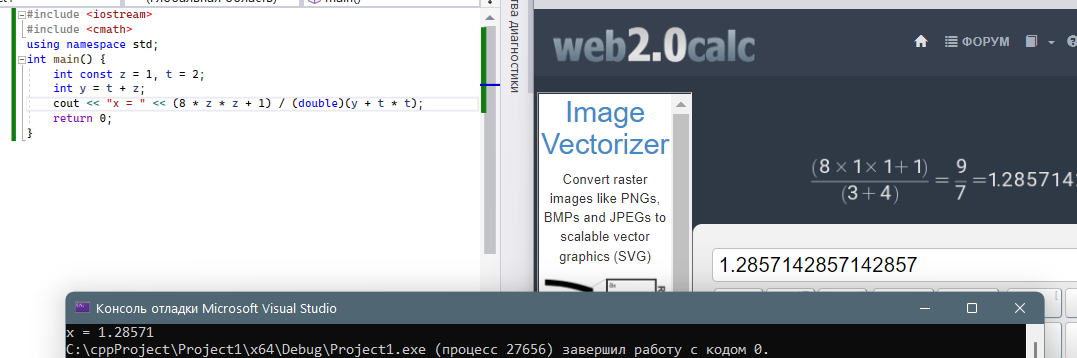 (Глобальная область)
main()
#include <iostream>
#include <cmath>
using namespace std;
int main() {
int const z = 1, t = 2;
int y = t + z;
cout << "x = " << (8 * z * z + 1) / (double)(y + t * t);
return 0;
}
диагностики
web2.0calc
ФОРУМ
Image
Vectorizer
Convert raster
images like PNGs,
BMPs and JPEGs to
scalable vector
graphics (SVG)
(8 × 1 × 1 + 1)
(3 + 4)
= 9
7
=1.285714
1.2857142857142857
Консоль отладки Microsoft Visual Studio
x = 1.28571
C:\cppProject\Project1\x64\Debug\Project1.exe (процесс 27656) завершил работу с кодом 0.